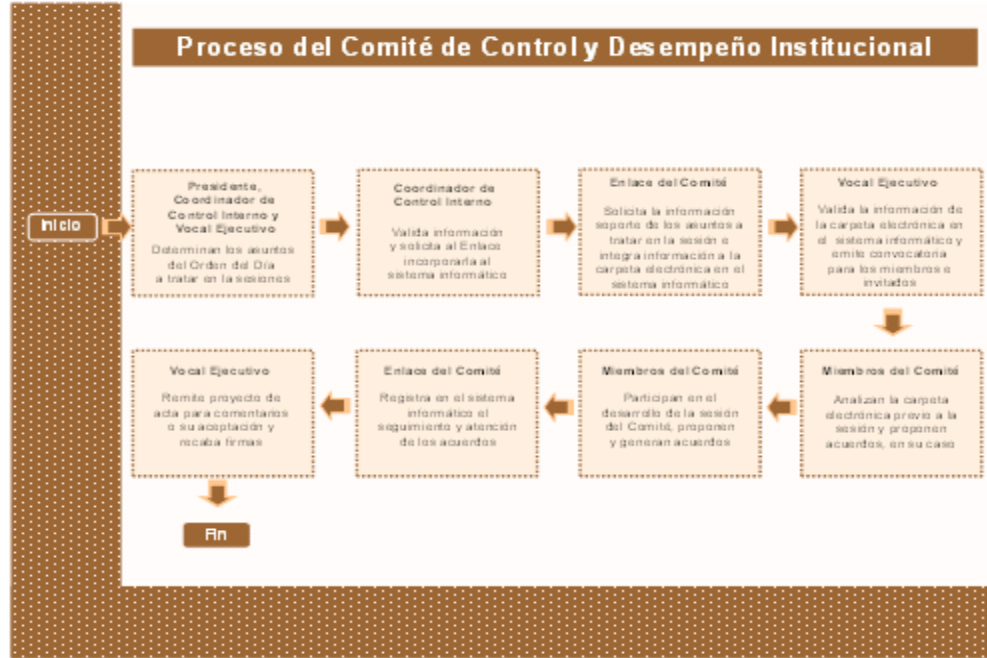 Proceso del Comité de Control y Desempeño Institucional
Inicio
Presidente,
Coordinador de
Control Interno y
Vocal Ejecutivo
Determinan los asuntos
del Orden del Día
a tratar en la sesiones
Coordinador de
Control Interno
Valida información
y solicita al Enlace
incorporarla al
sistema informático
Enlace del Comité
Solicita la información
soporte de los asuntos a
tratar en la sesión e
integra información a la
carpeta electrónica en el
sistema informático
Vocal Ejecutivo
Valida la información de
la carpeta electrónica en
el sistema informático y
emite convocatoria
para los miembros e
invitados
Miembros del Comité
Analizan la carpeta
electrónica previo a la
sesión y proponen
acuerdos, en su caso
Miembros del Comité
Participan en el
desarrollo de la sesión
del Comité, proponen
y generan acuerdos
Enlace del Comité
Registra en el sistema
informático el
seguimiento y atención
de los acuerdos
Vocal Ejecutivo
Remite proyecto de
acta para comentarios
o su aceptación y
recaba firmas
Fin